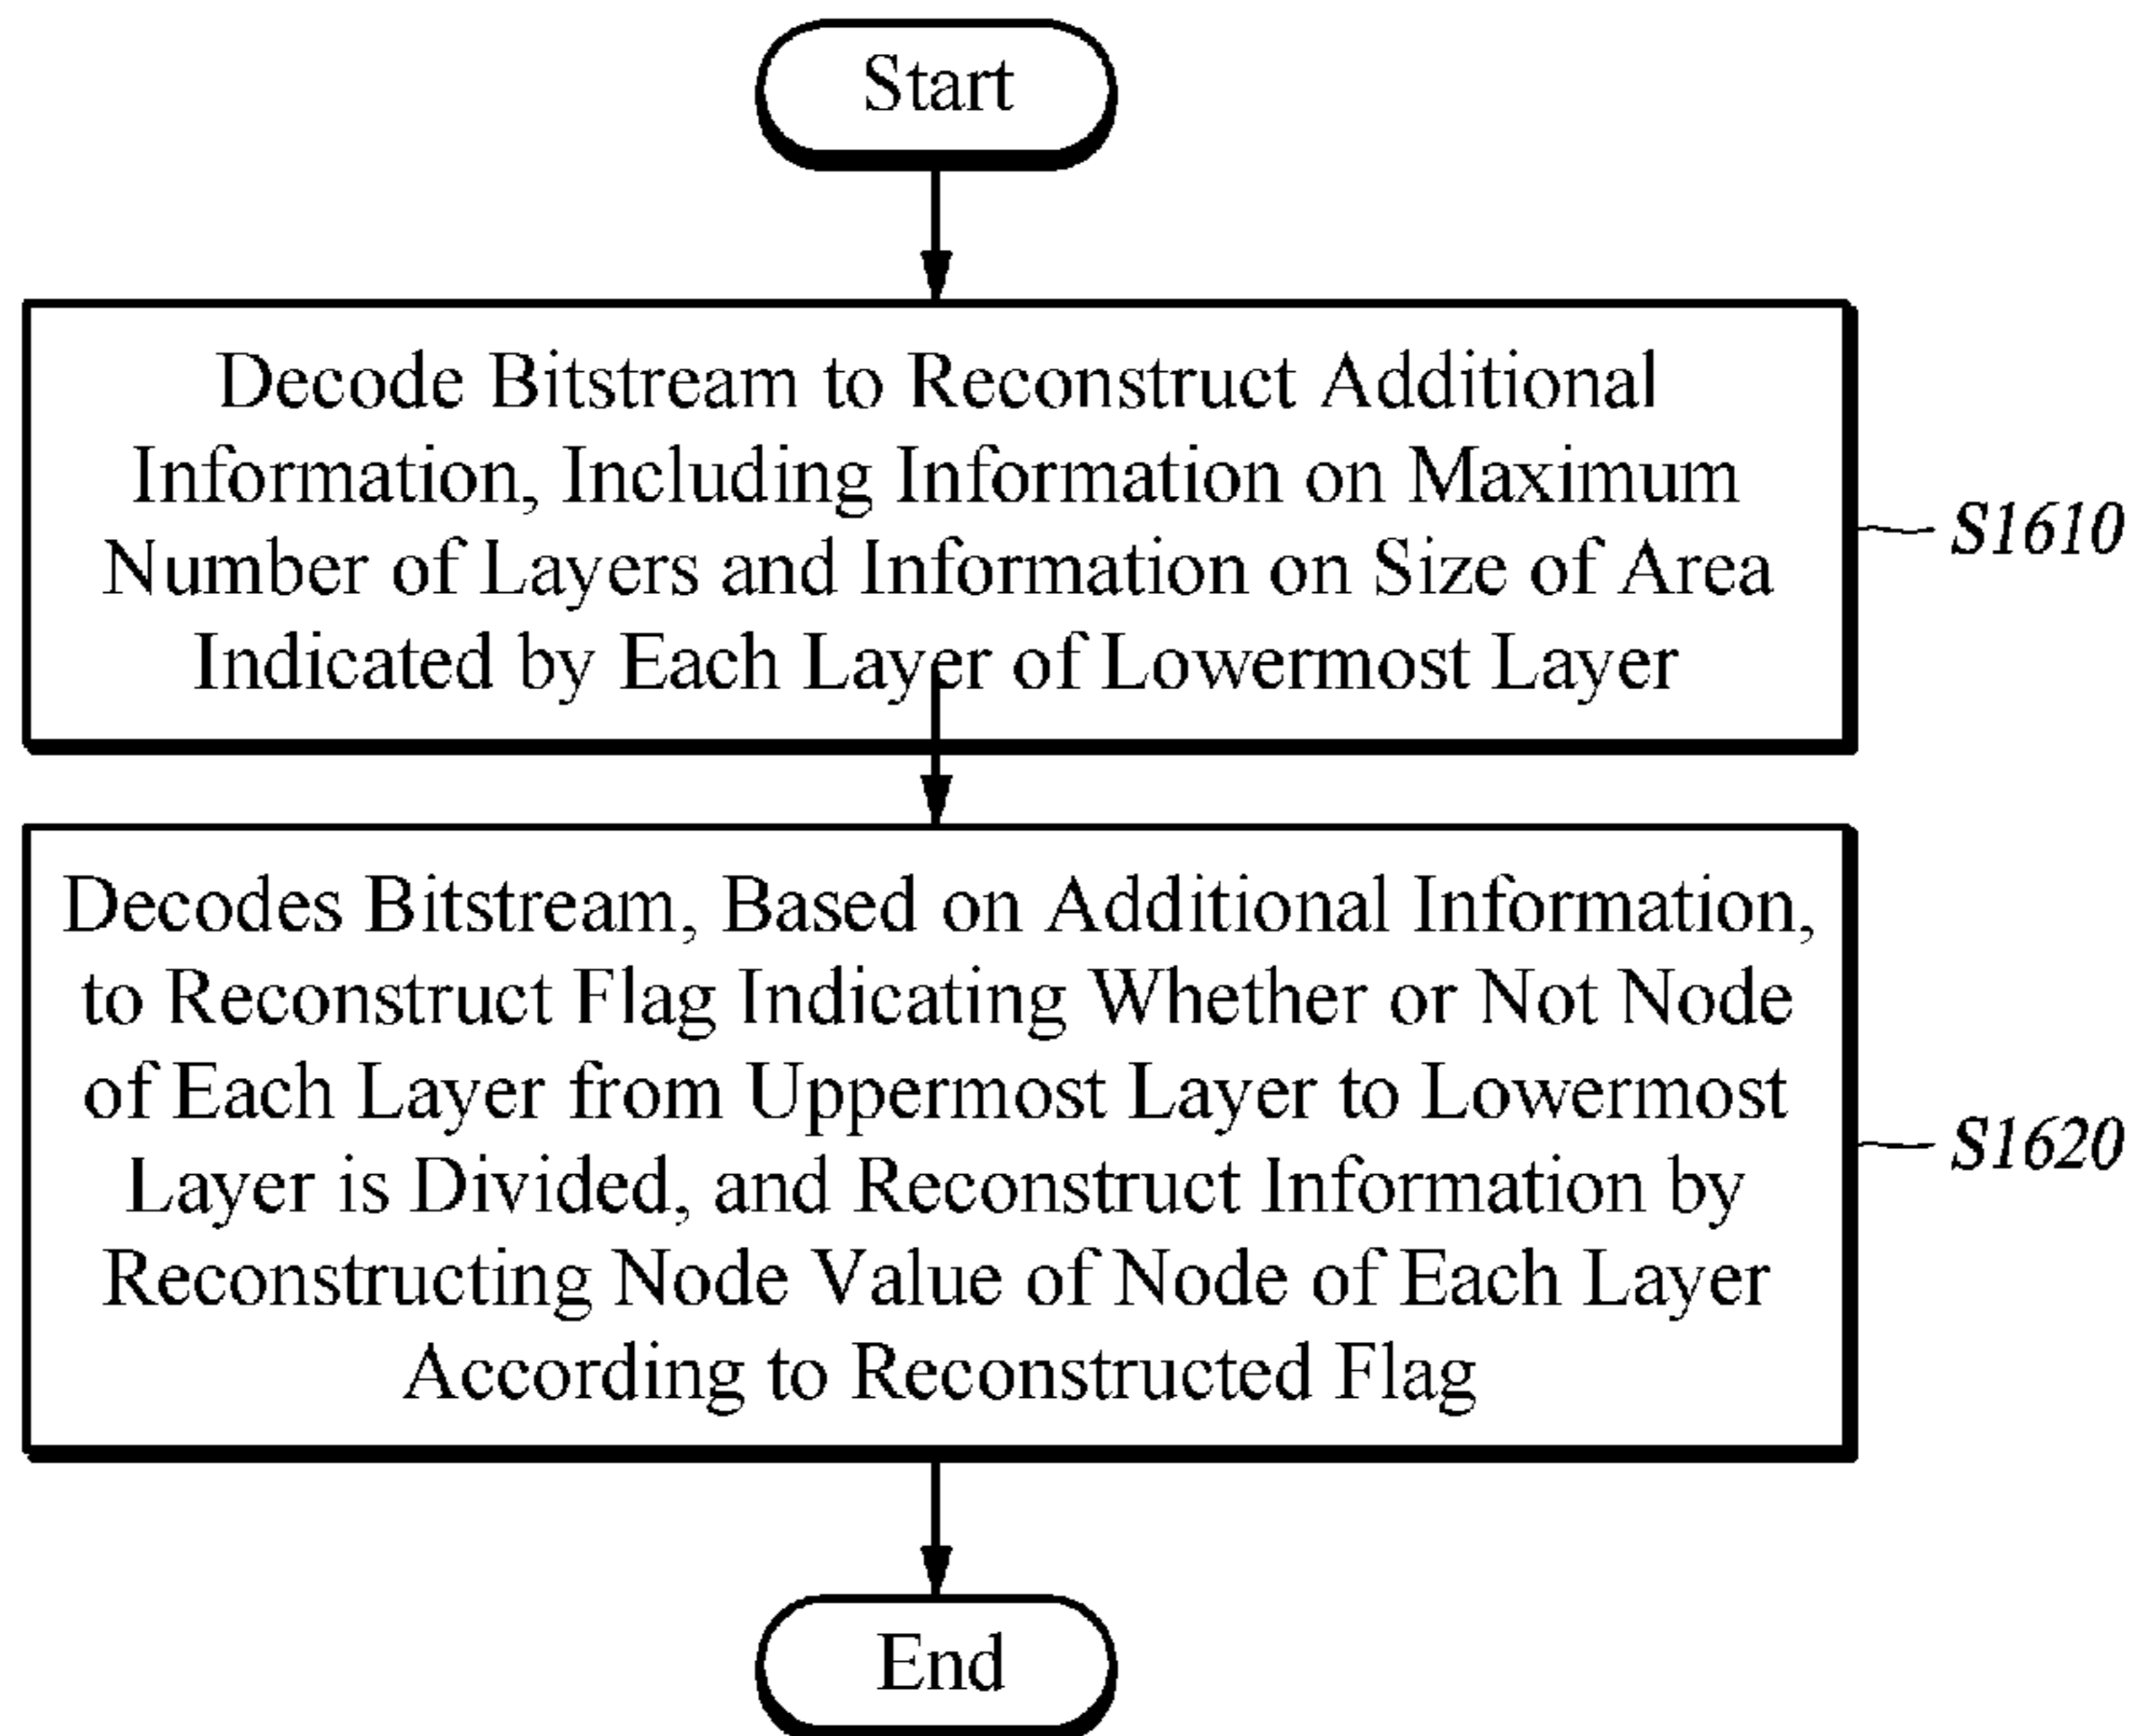 Start
Decode Bitstream to Reconstruct Additional
Information, Including Information on Maximum
Number of Layers and Information on Size of Area
Indicated by Each Layer of Lowermost Layer
S1610
Decodes Bitstream, Based on Additional Information,
to Reconstruct Flag Indicating Whether or Not Node
of Each Layer from Uppermost Layer to Lowermost
Layer is Divided, and Reconstruct Information by
Reconstructing Node Value of Node of Each Layer
According to Reconstructed Flag
S1620
End